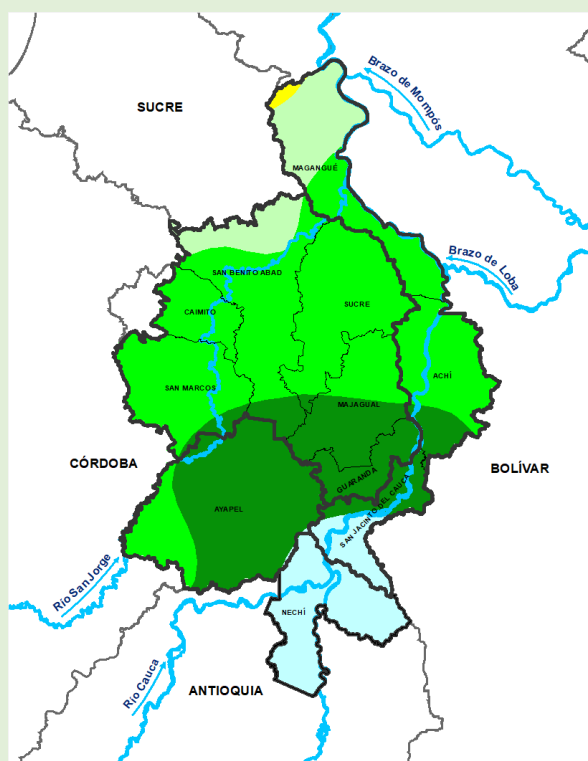 Brazo de Mompós
SUCRE
MAGANGUÉ
Brazo de Loba
SAN BENITO ABAD
SUCRE
CAIMITO
ACHÍ
SAN MARCOS
MAJAGUAL
CÓRDOBA
BOLÍVAR
GUARANDA
SAN JACINTO DEL CAUCA
AYAPEL
Río San Jorge
NECHÍ
Río Cauca
ANTIOQUIA